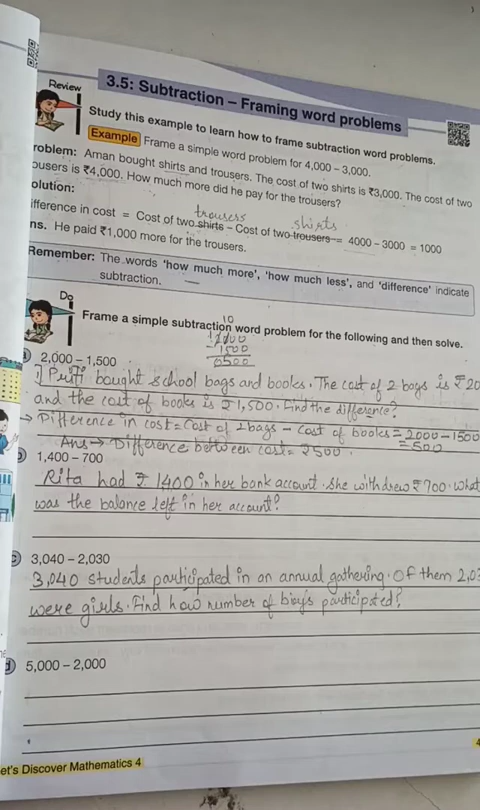 Review
3.5: Subtraction – Framing word problems
Study this example to learn how to frame subtraction word problems.
Example Frame a simple word problem for 4,000 – 3,000.
roblem: Aman bought shirts and trousers. The cost of two shirts is ₹3,000. The cost of two
ousers is ₹4,000. How much more did he pay for the trousers?
olution:
trousers shirts
ifference in cost = Cost of two shirts – Cost of two trousers = 4000 – 3000 = 1000
ns. He paid ₹1,000 more for the trousers.
Remember: The words 'how much more', 'how much less', and 'difference' indicate
subtraction.
Do
Frame a simple subtraction word problem for the following and then solve.
10
1500
0500
2,000 – 1,500
bought school bags and books. The cost of 2 bags is ₹20
and the cost of books is ₹1,500. Find the difference?
→ Difference in cost = Cost of 2 bags – Cost of books = 2000 – 1500
= 500
Ans → Difference between cost = ₹500.
1,400 – 700
Rita had ₹ 1400 in her bank account. She withdrew ₹700. what
was the balance left in her account?
c) 3,040 – 2,030
3,040 students participated in an annual gathering. Of them 2,03
were girls. Find how number of boys participated?
d) 5,000 – 2,000
et's Discover Mathematics 4
4